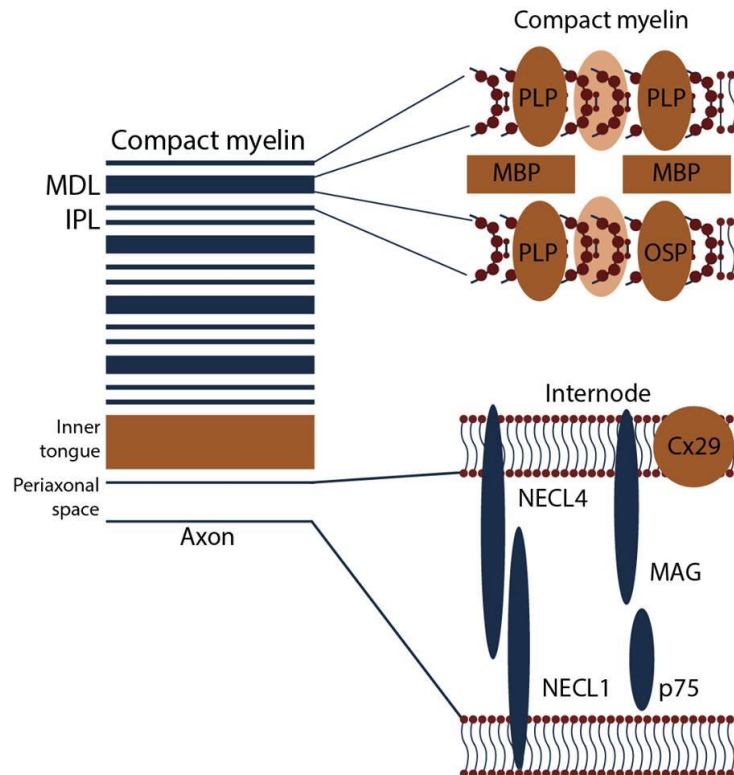 Compact myelin
PLP
PLP
MBP
MBP
PLP
OSP
Compact myelin
MDL
IPL
Inner
tongue
Periaxonal
space
Axon
Internode
Cx29
NECL4
MAG
NECL1
p75